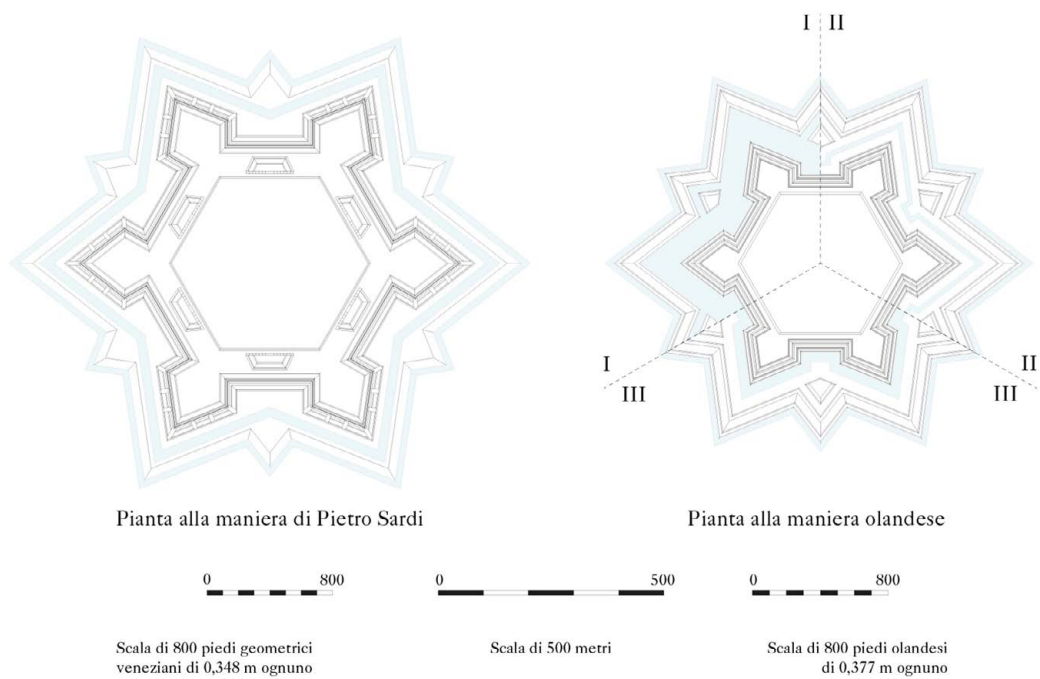 I II
I
III
II
III
Pianta alla maniera di Pietro Sardi
Pianta alla maniera olandese
0 800
0 500
0 800
Scala di 800 piedi geometrici
veneziani di 0,348 m ognuno
Scala di 500 metri
Scala di 800 piedi olandesi
di 0,377 m ognuno